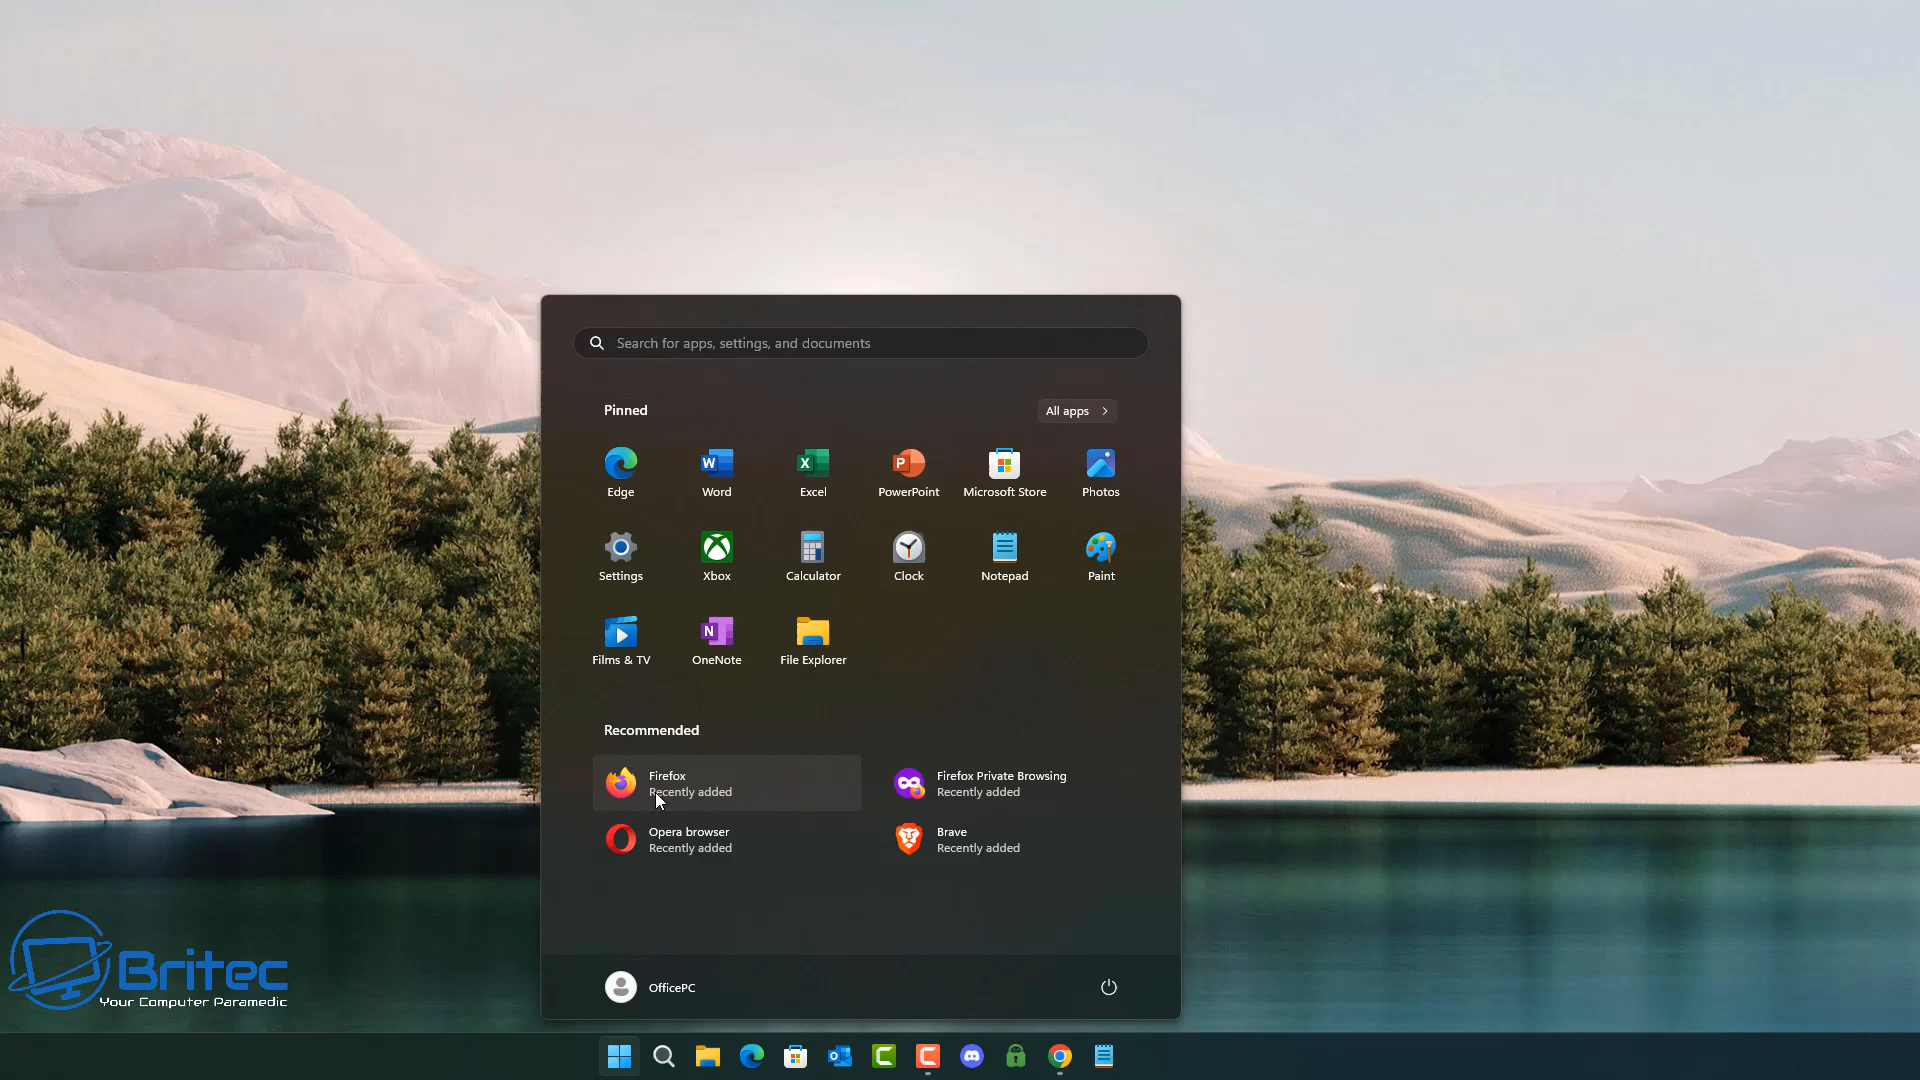 Search for apps, settings, and documents
Pinned
All apps
Edge
Word
Excel
PowerPoint
Microsoft Store
Photos
Settings
Xbox
Calculator
Clock
Notepad
Paint
Films & TV
OneNote
File Explorer
Recommended
Firefox
Recently added
Firefox Private Browsing
Recently added
Opera browser
Recently added
Brave
Recently added
OfficePC
Britec
Your Computer Paramedic